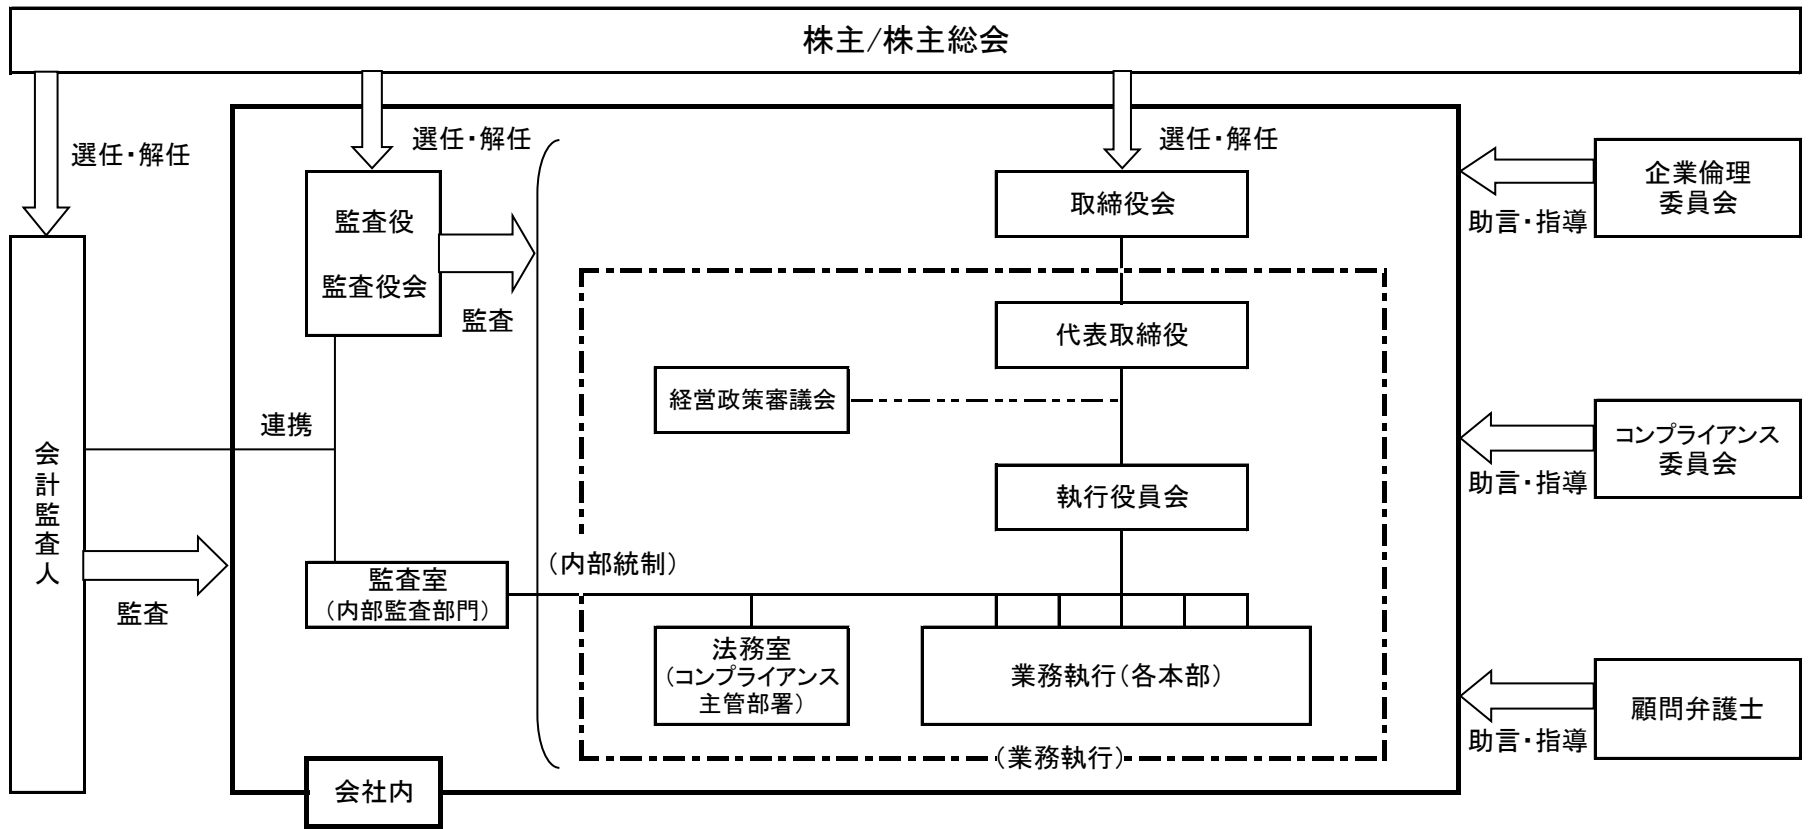 株主/株主総会
選任・解任
選任・解任
選任・解任
監査役
監査役会
監査
取締役会
企業倫理
委員会
助言・指導
代表取締役
経営政策審議会
連携
会計監査人
コンプライアンス
委員会
助言・指導
執行役員会
監査
監査室
（内部監査部門）
（内部統制）
法務室
（コンプライアンス
主管部署）
業務執行（各本部）
顧問弁護士
助言・指導
（業務執行）
会社内